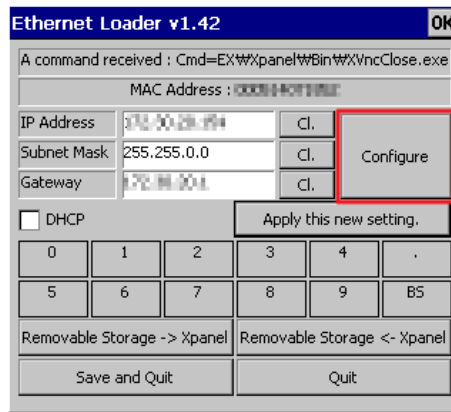 Ethernet Loader v1.42 OK
A command received : Cmd=EX₩Xpanel₩Bin₩XVncClose.exe
MAC Address :
IP Address Cl. Configure
Subnet Mask 255.255.0.0 Cl.
Gateway Cl.
DHCP Apply this new setting.
0 1 2 3 4 .
5 6 7 8 9 BS
Removable Storage -> Xpanel Removable Storage <- Xpanel
Save and Quit Quit